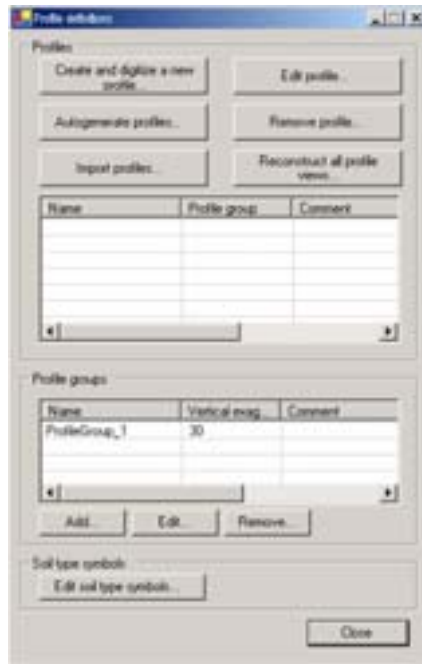 Profile definitions
Profiles
Create and digitize a new
profile...
Edit profile...
Autogenerate profiles...
Remove profile...
Import profiles...
Reconstruct all profile
views...
Name Profile group Comment
Profile groups
Name Vertical exag... Comment
ProfileGroup_1 30
Add... Edit... Remove...
Soil type symbols
Edit soil type symbols...
Close